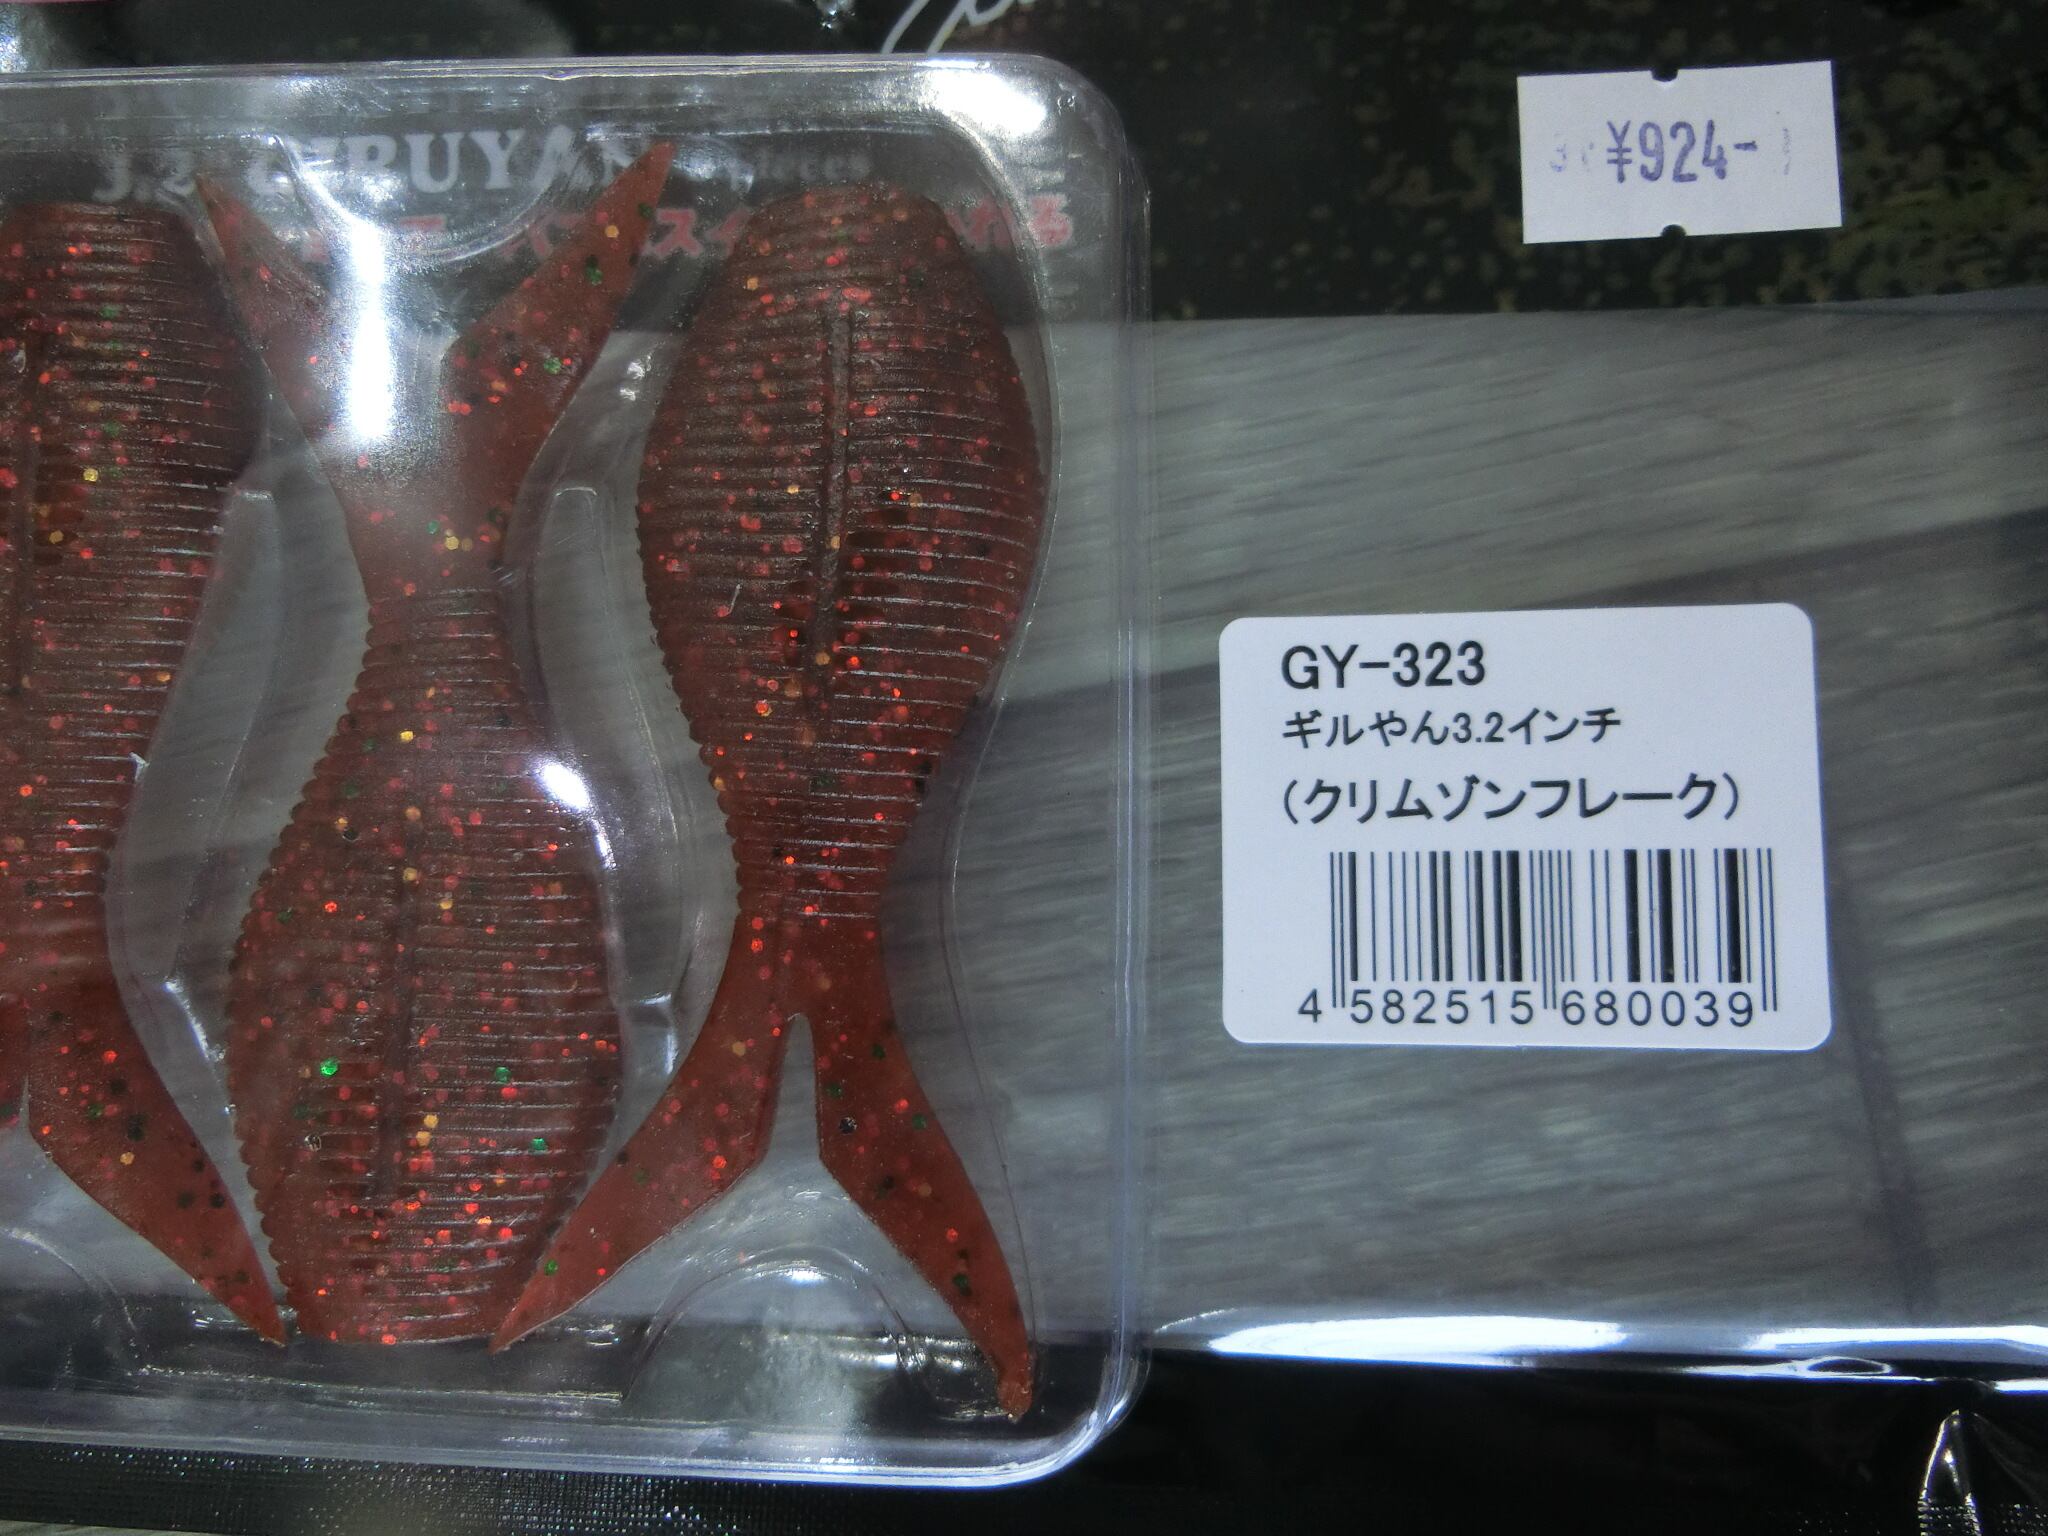 ¥924-
GY-323
ギルやん3.2インチ
(クリムゾンフレーク)
4 582515 680039